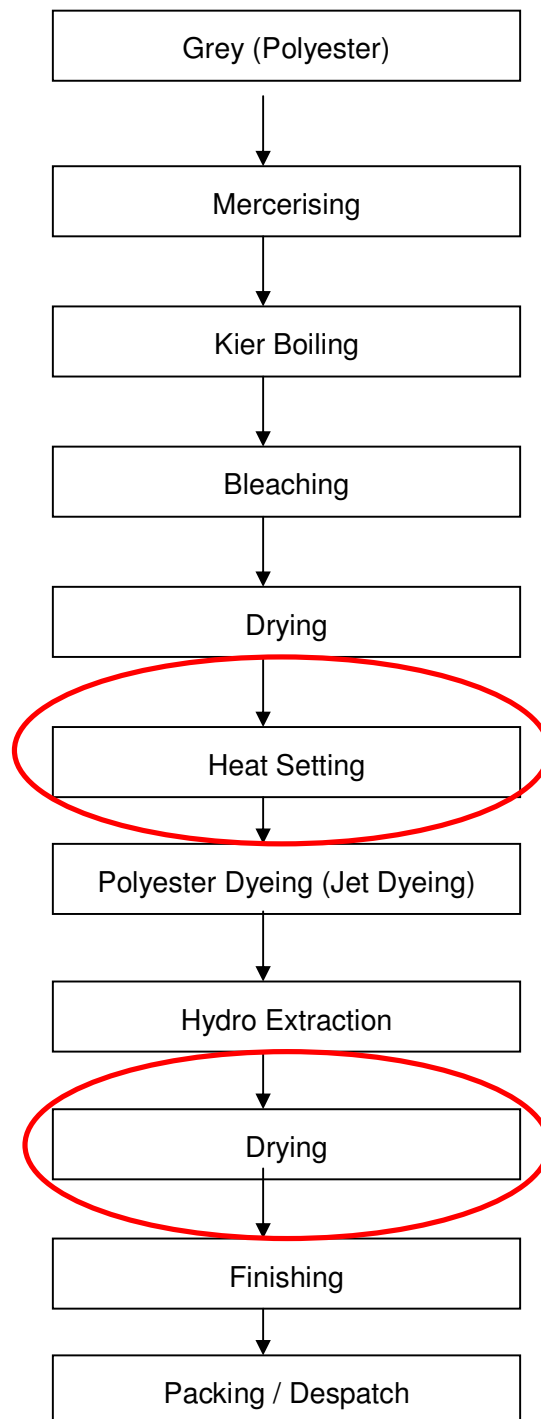 Grey (Polyester)
Mercerising
Kier Boiling
Bleaching
Drying
Heat Setting
Polyester Dyeing (Jet Dyeing)
Hydro Extraction
Drying
Finishing
Packing / Despatch